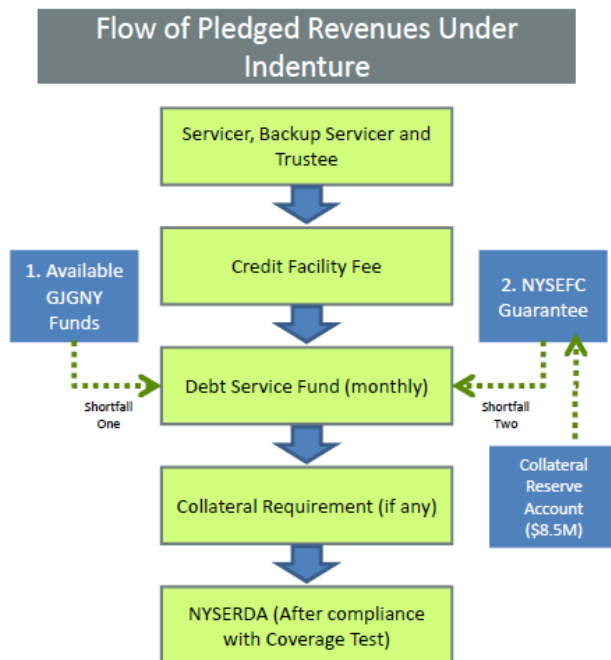 Flow of Pledged Revenues Under
Indenture
Servicer, Backup Servicer and
Trustee
Credit Facility Fee
1. Available
GJGNY
Funds
2. NYSEFC
Guarantee
Debt Service Fund (monthly)
Shortfall
One
Shortfall
Two
Collateral Requirement (if any)
Collateral
Reserve
Account
($8.5M)
NYSERDA (After compliance
with Coverage Test)